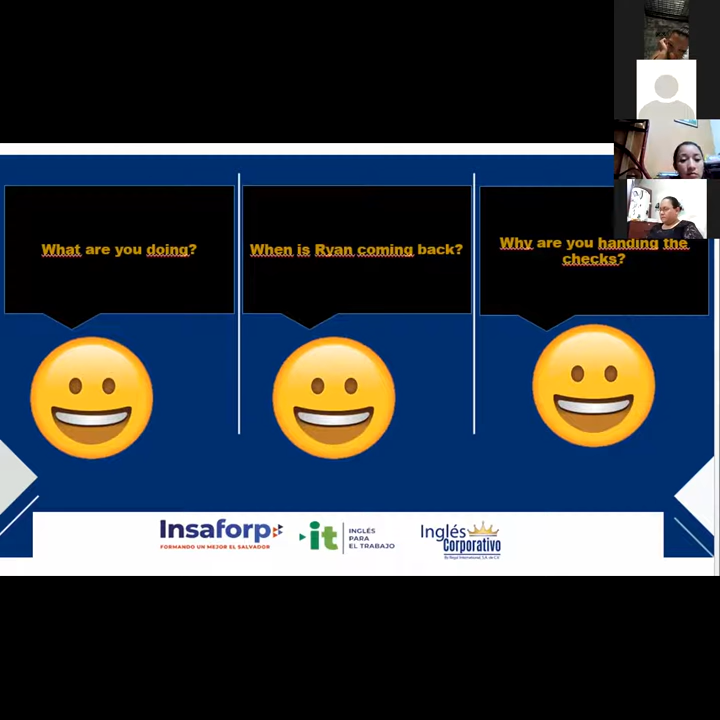 What are you doing?
When is Ryan coming back?
Why are you handing the
checks?
Insaforp
FORMANDO UN MEJOR EL SALVADOR
it
INGLÉS
PARA
EL TRABAJO
Inglés
Corporativo